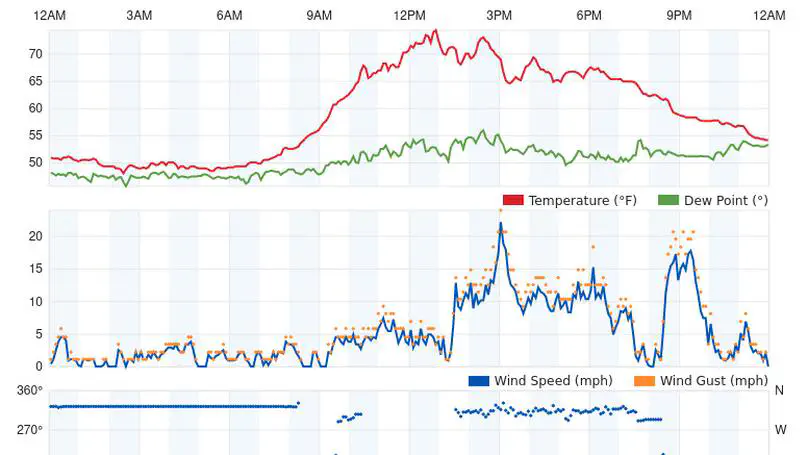 12AM 3AM 6AM 9AM 12PM 3PM 6PM 9PM 12AM
70
65
60
55
50
Temperature (°F) Dew Point (°)
20
15
10
5
0
Wind Speed (mph) Wind Gust (mph)
360° N
270° W